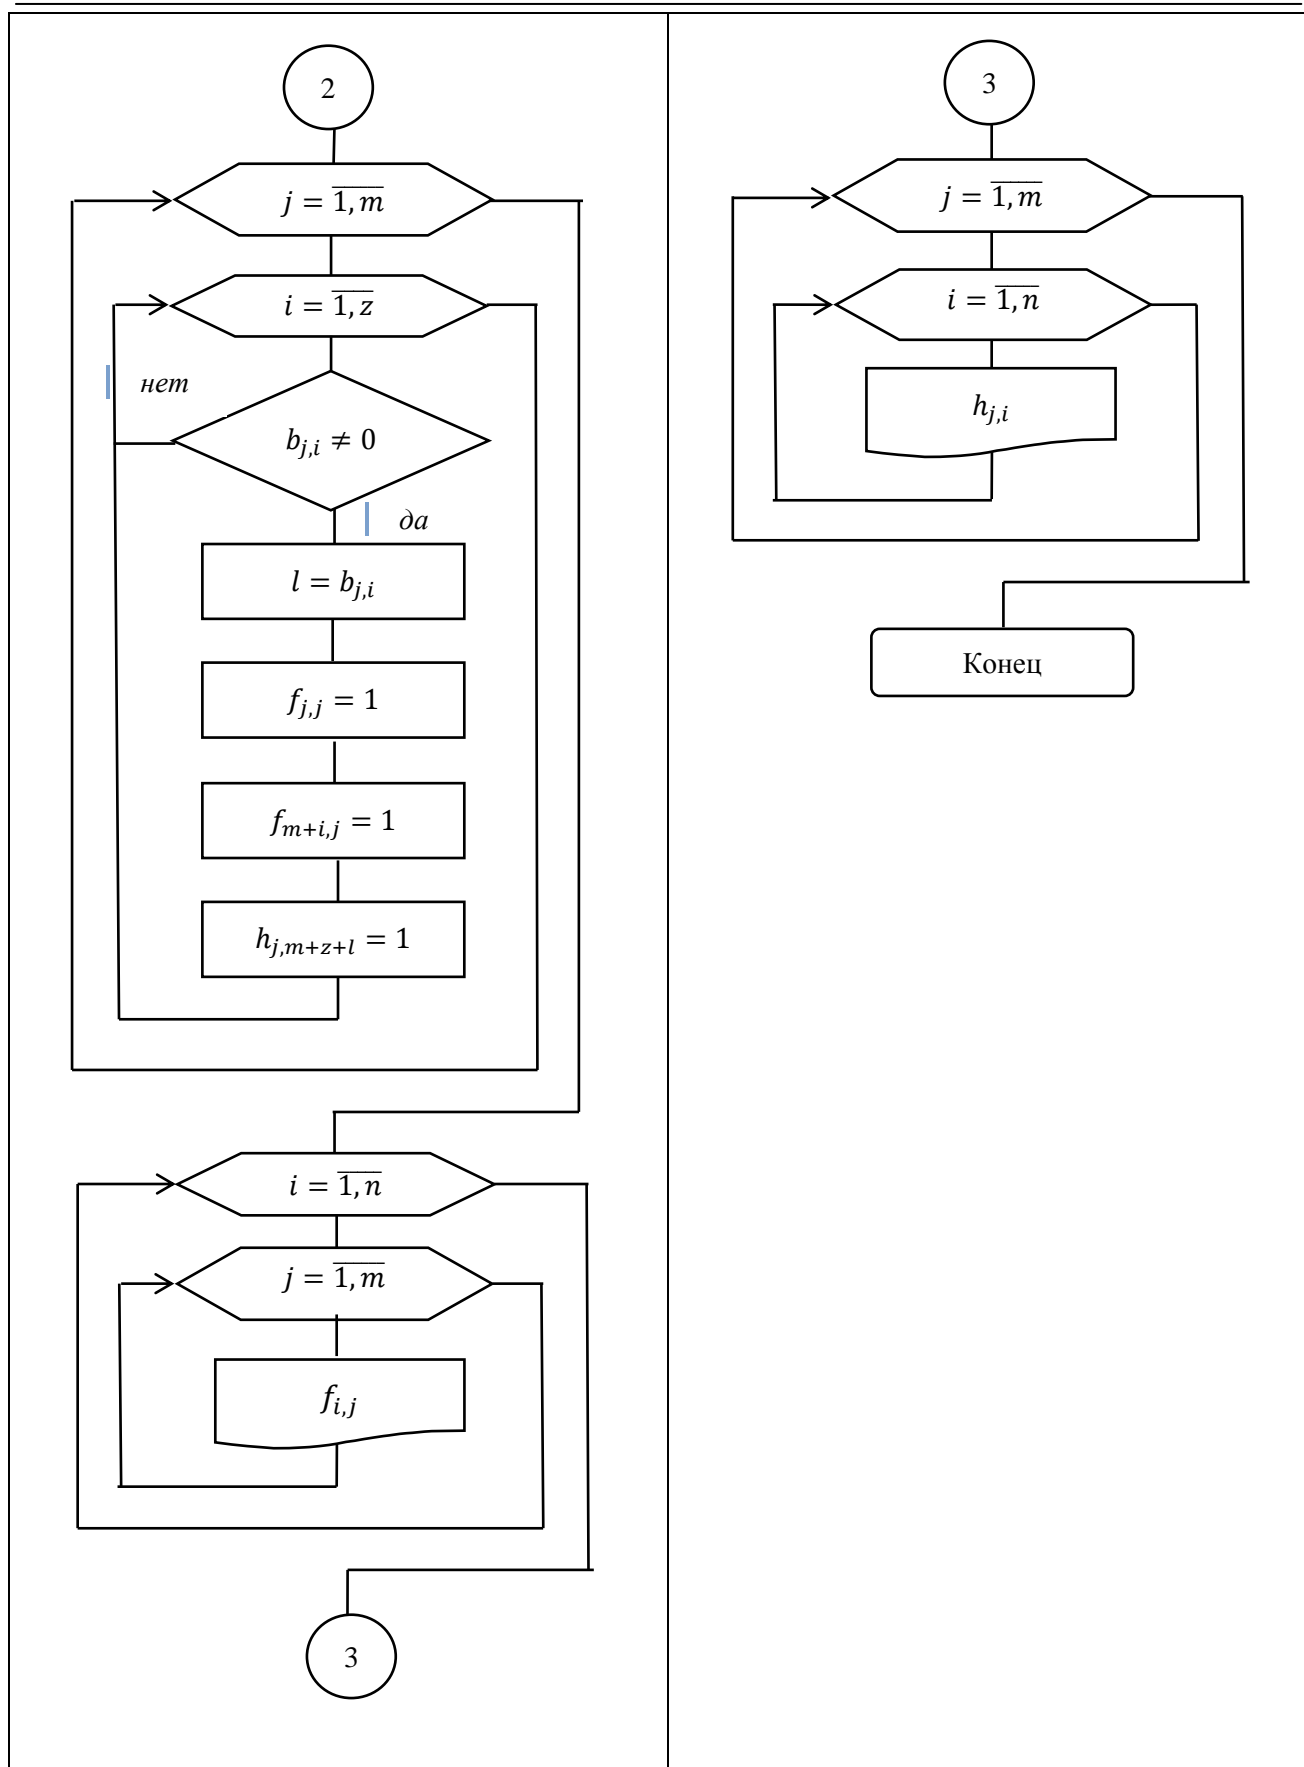 2
j = 1,m
i = 1,z
нет
b_{j,i} ≠ 0
да
l = b_{j,i}
f_{j,j} = 1
f_{m+i,j} = 1
h_{j,m+z+l} = 1
i = 1,n
j = 1,m
f_{i,j}
3
3
j = 1,m
i = 1,n
h_{j,i}
Конец